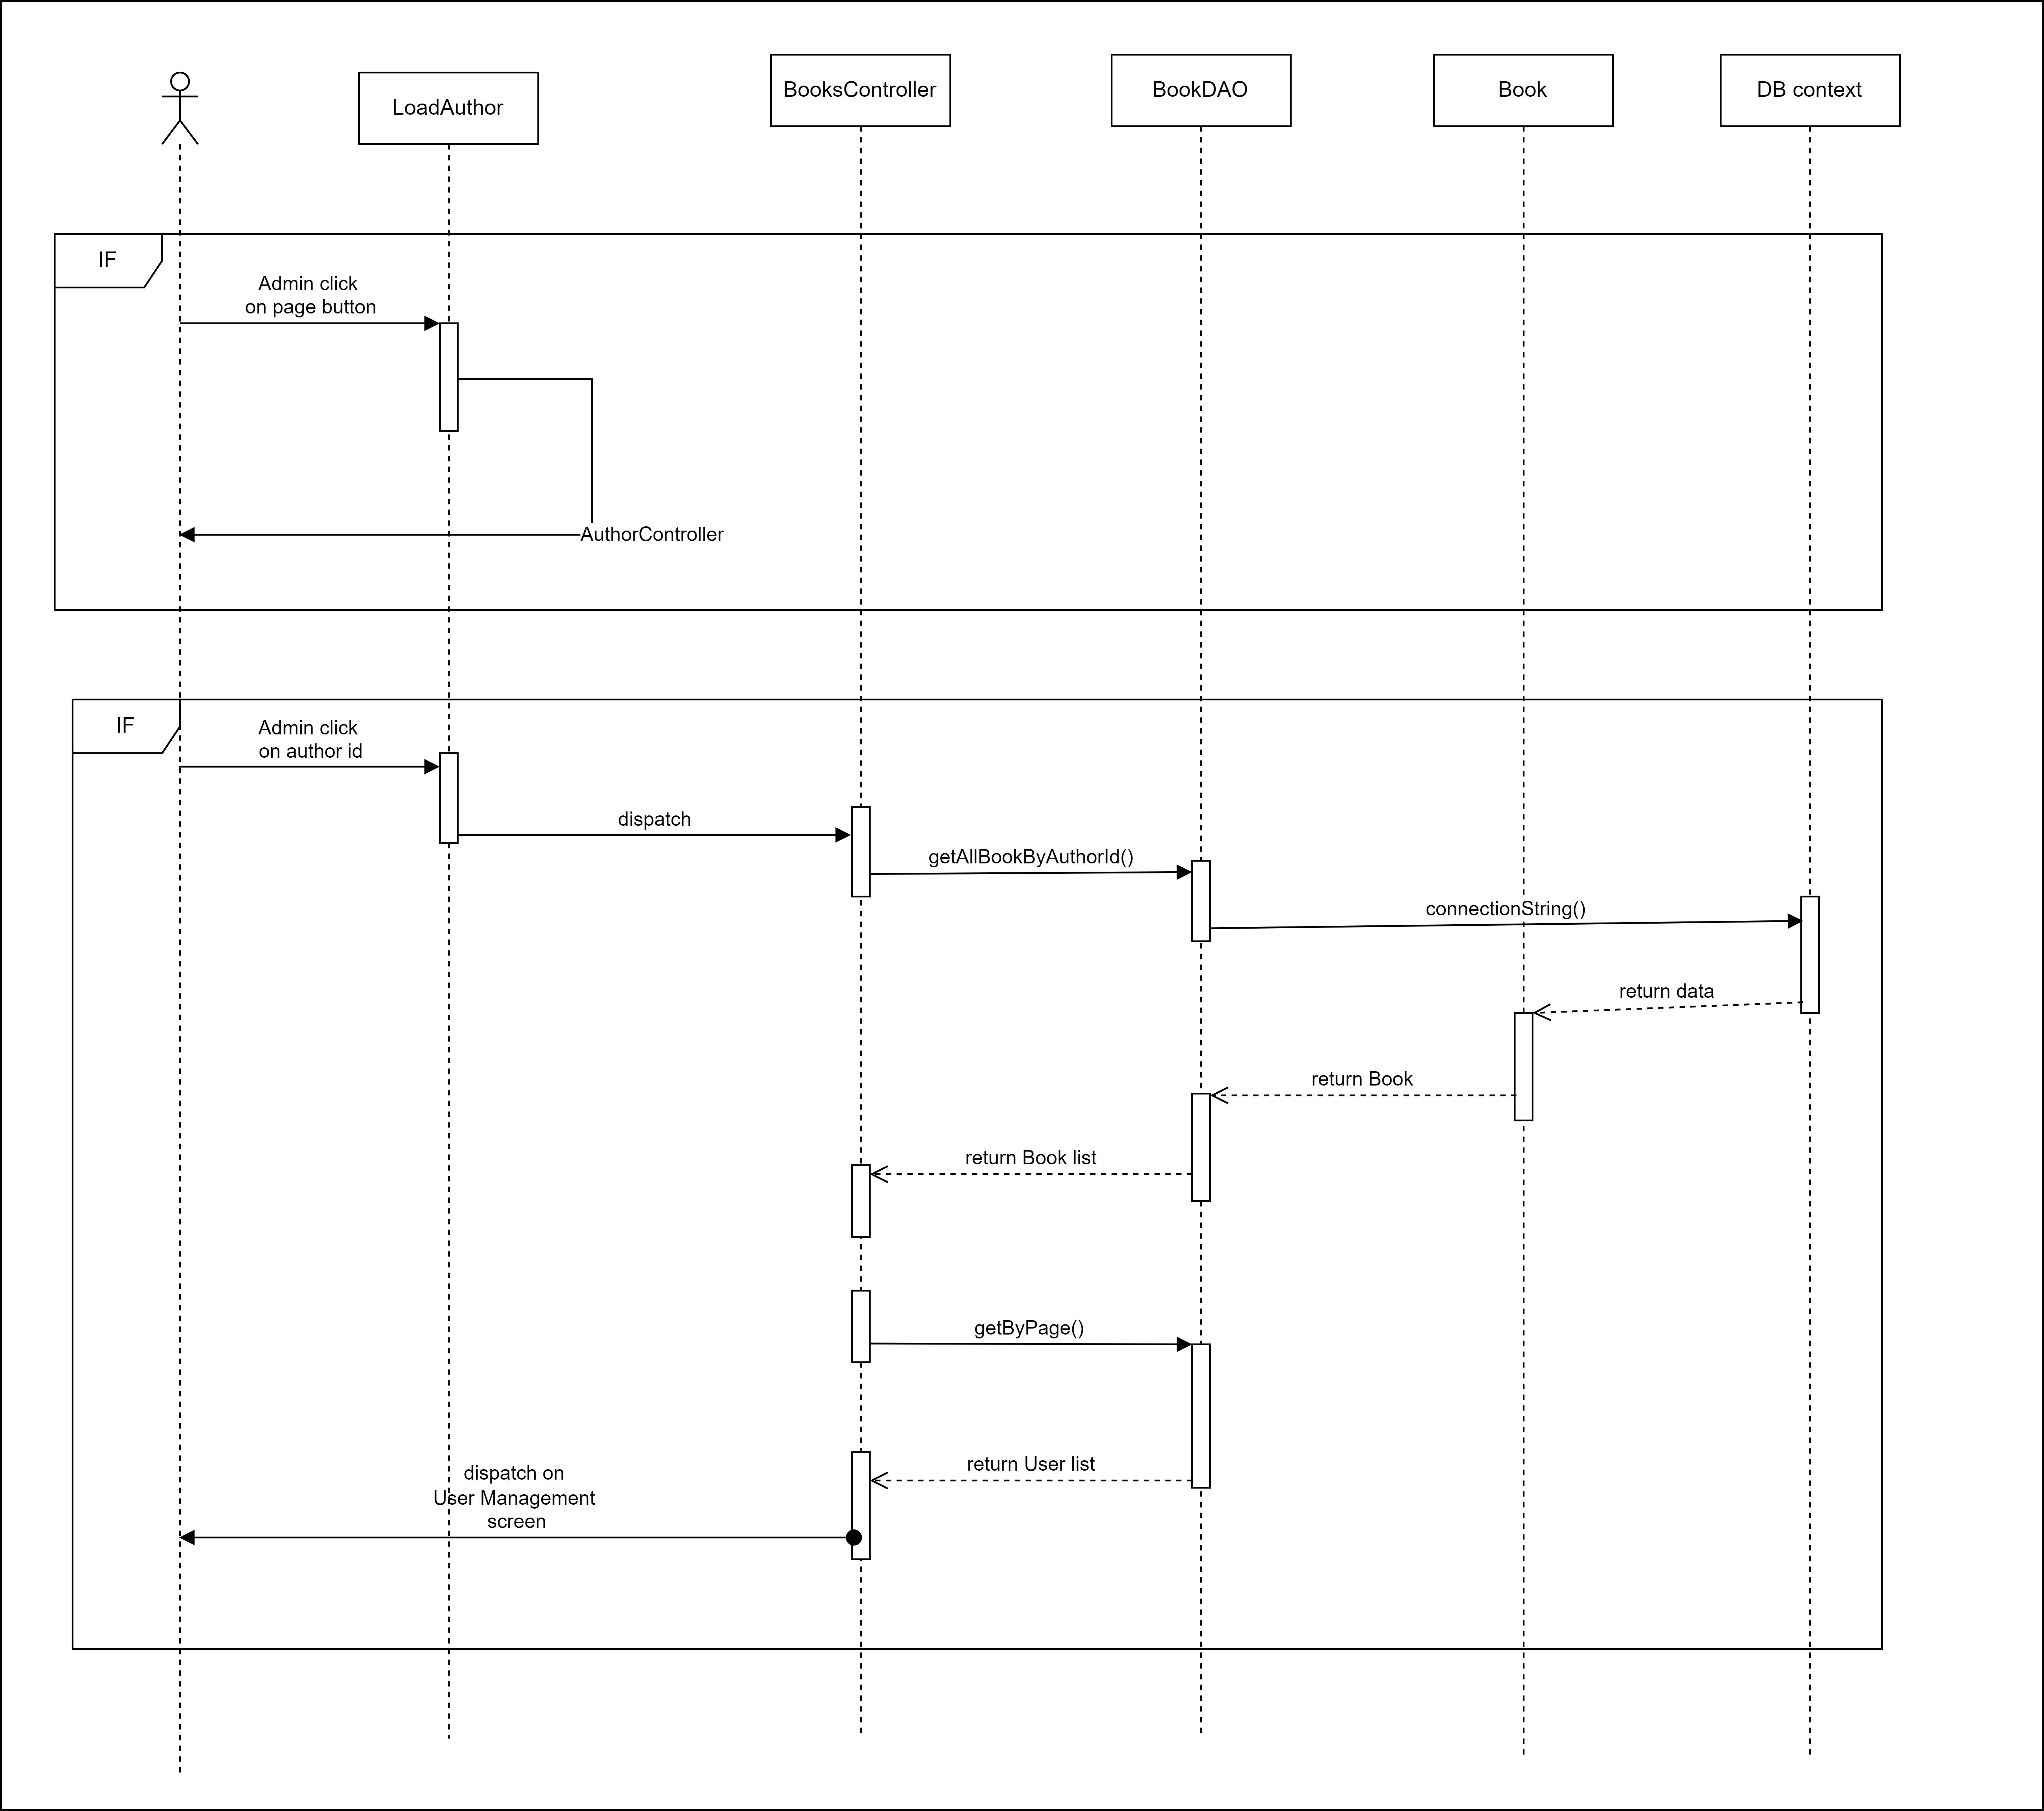 LoadAuthor
BooksController
BookDAO
Book
DB context
IF
Admin click
on page button
AuthorController
IF
Admin click
on author id
dispatch
getAllBookByAuthorId()
connectionString()
return data
return Book
return Book list
getByPage()
return User list
dispatch on
User Management
screen